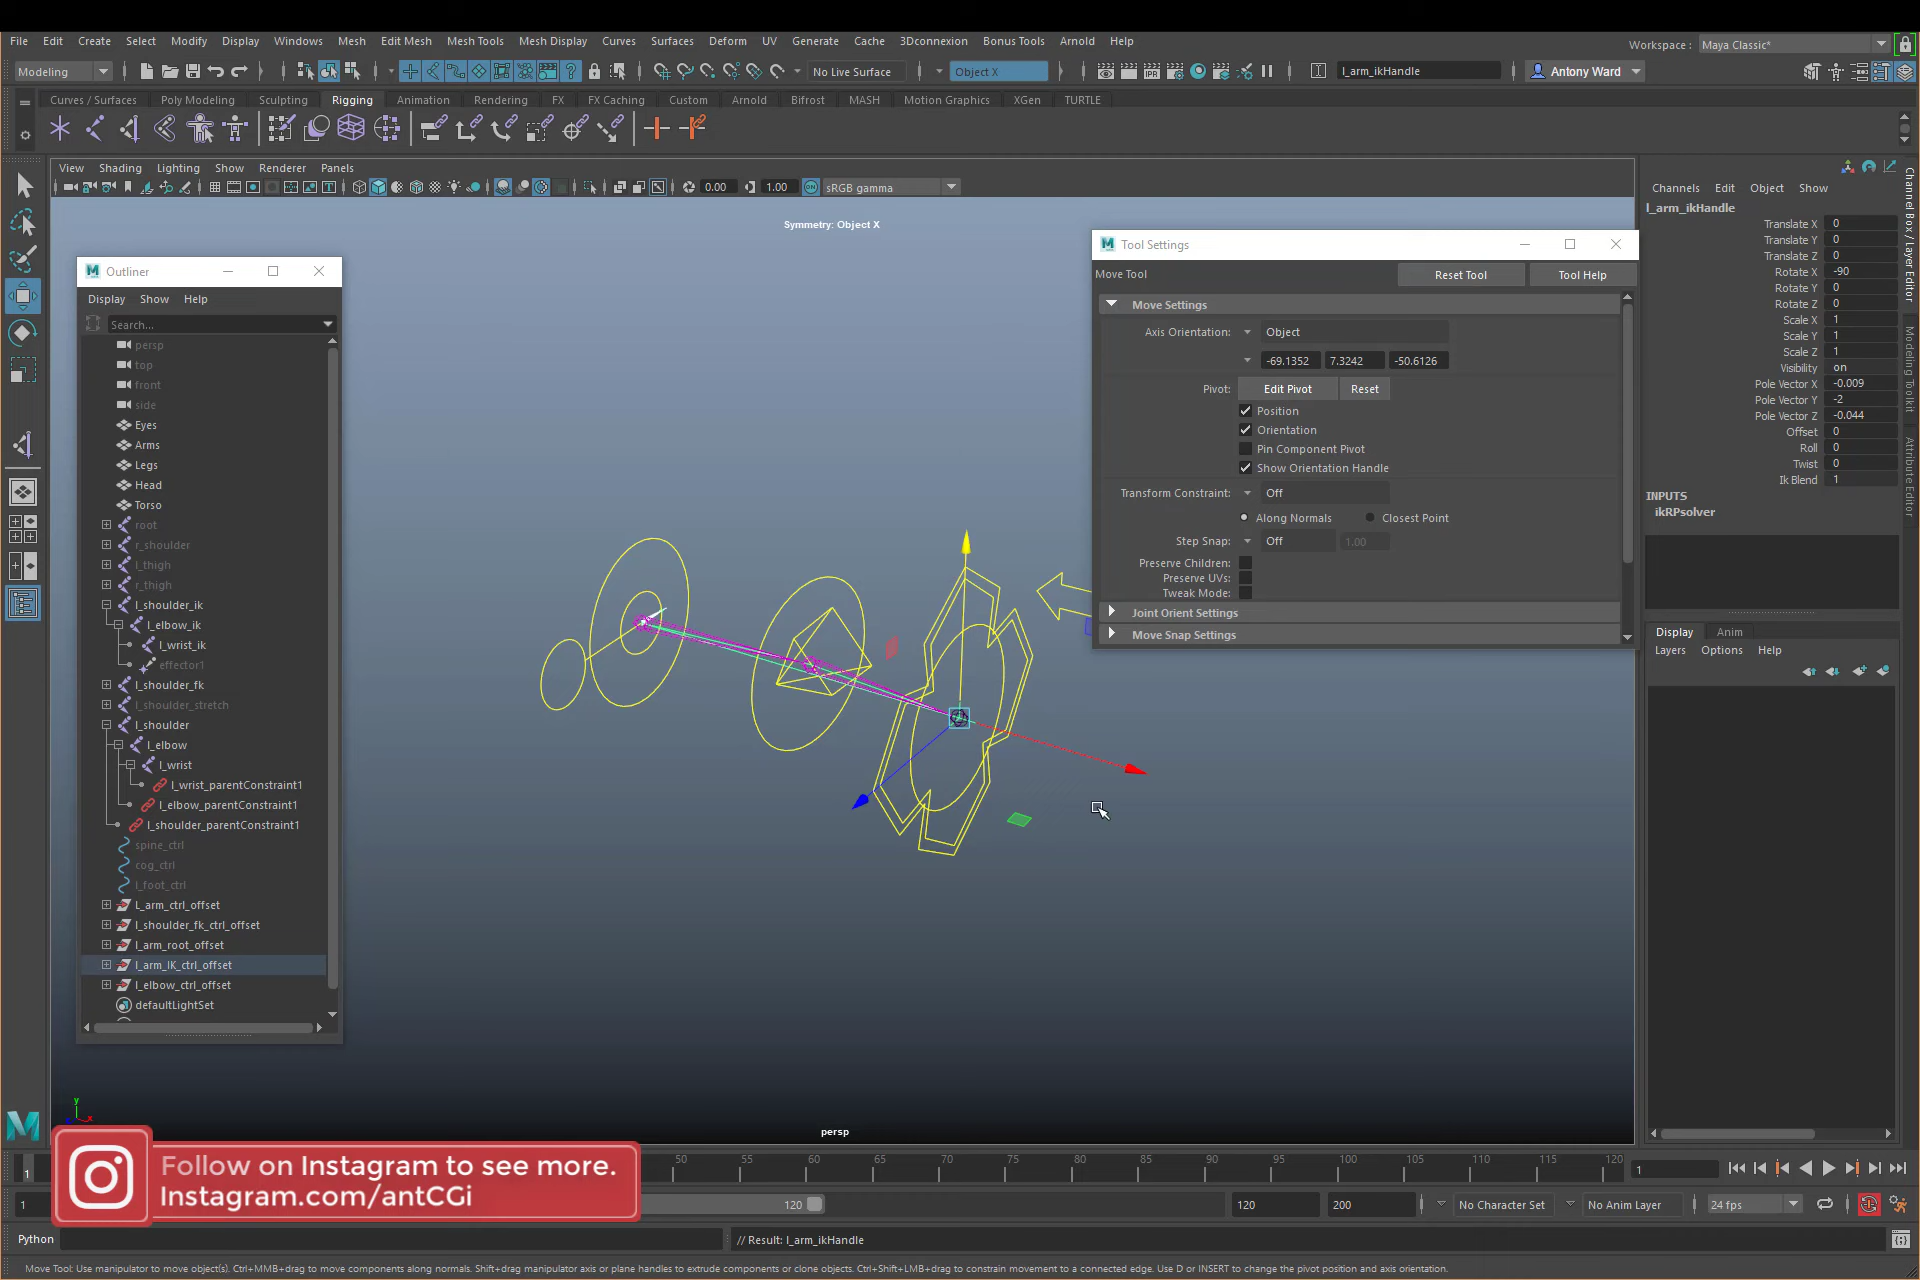 File Edit Create Select Modify Display Windows Mesh Edit Mesh Mesh Tools Mesh Display Curves Surfaces Deform UV Generate Cache 3Dconnexion Bonus Tools Arnold Help
Workspace : Maya Classic*
Modeling No Live Surface Object X l_arm_ikHandle Antony Ward
Curves / Surfaces Poly Modeling Sculpting Rigging Animation Rendering FX FX Caching Custom Arnold Bifrost MASH Motion Graphics XGen TURTLE
View Shading Lighting Show Renderer Panels
0.00 1.00 sRGB gamma
Symmetry: Object X
Outliner
Display Show Help
Search...
persp
top
front
side
Eyes
Arms
Legs
Head
Torso
root
r_shoulder
l_thigh
r_thigh
l_shoulder_ik
l_elbow_ik
l_wrist_ik
effector1
l_shoulder_fk
l_shoulder_stretch
l_shoulder
l_elbow
l_wrist
l_wrist_parentConstraint1
l_elbow_parentConstraint1
l_shoulder_parentConstraint1
spine_ctrl
cog_ctrl
l_foot_ctrl
L_arm_ctrl_offset
l_shoulder_fk_ctrl_offset
l_arm_root_offset
l_arm_IK_ctrl_offset
l_elbow_ctrl_offset
defaultLightSet
Tool Settings
Move Tool Reset Tool Tool Help
Move Settings
Axis Orientation: Object
-69.1352 7.3242 -50.6126
Pivot: Edit Pivot Reset
Position
Orientation
Pin Component Pivot
Show Orientation Handle
Transform Constraint: Off
Along Normals Closest Point
Step Snap: Off 1.00
Preserve Children:
Preserve UVs:
Tweak Mode:
Joint Orient Settings
Move Snap Settings
Channels Edit Object Show
l_arm_ikHandle
Translate X 0
Translate Y 0
Translate Z 0
Rotate X -90
Rotate Y 0
Rotate Z 0
Scale X 1
Scale Y 1
Scale Z 1
Visibility on
Pole Vector X -0.009
Pole Vector Y -2
Pole Vector Z -0.044
Offset 0
Roll 0
Twist 0
Ik Blend 1
INPUTS
ikRPsolver
Display Anim
Layers Options Help
Channel Box / Layer Editor
Modeling Toolkit
Attribute Editor
persp
y
x
Follow on Instagram to see more.
Instagram.com/antCGi
1 50 55 60 65 70 75 80 85 90 95 100 105 110 115 120 1
1 120 120 200 No Character Set No Anim Layer 24 fps
Python // Result: l_arm_ikHandle
Move Tool: Use manipulator to move object(s). Ctrl+MMB+drag to move components along normals. Shift+drag manipulator axis or plane handles to extrude components or clone objects. Ctrl+Shift+LMB+drag to constrain movement to a connected edge. Use D or INSERT to change the pivot position and axis orientation.